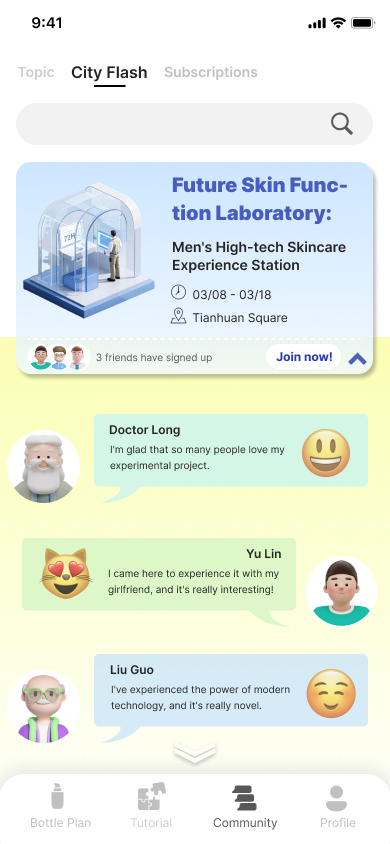 9:41
Topic City Flash Subscriptions
Future Skin Func-
tion Laboratory:
Men's High-tech Skincare
Experience Station
03/08 - 03/18
Tianhuan Square
72H
3 friends have signed up Join now!
Doctor Long
I'm glad that so many people love my
experimental project.
Yu Lin
I came here to experience it with my
girlfriend, and it's really interesting!
Liu Guo
I've experienced the power of modern
technology, and it's really novel.
Bottle Plan Tutorial Community Profile